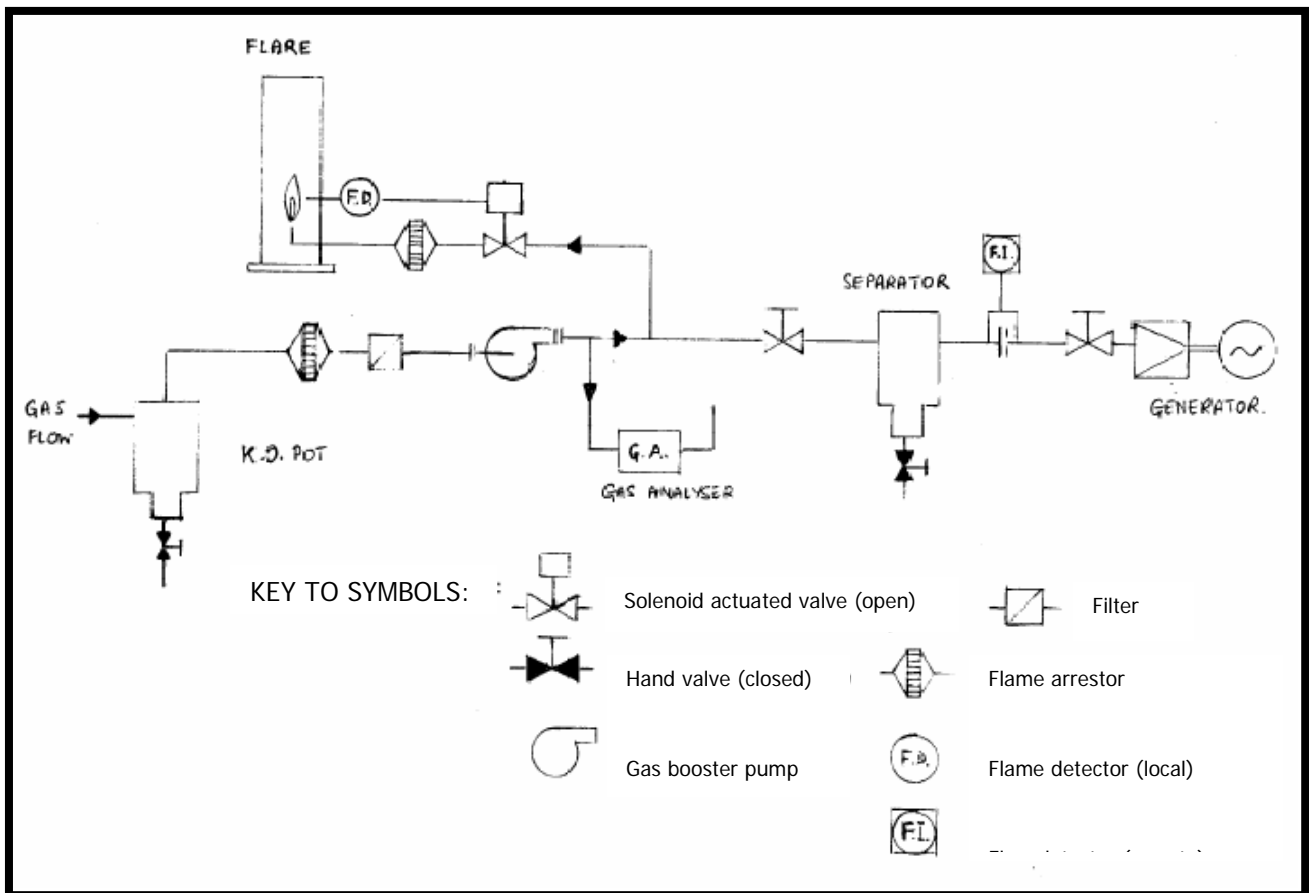 FLARE
F.D.
F.I.
SEPARATOR
GAS
FLOW
K.O. POT
G.A.
GAS ANALYSER
GENERATOR.
KEY TO SYMBOLS:
Solenoid actuated valve (open)
Filter
Hand valve (closed)
Flame arrestor
Gas booster pump
F.D.
Flame detector (local)
F.I.